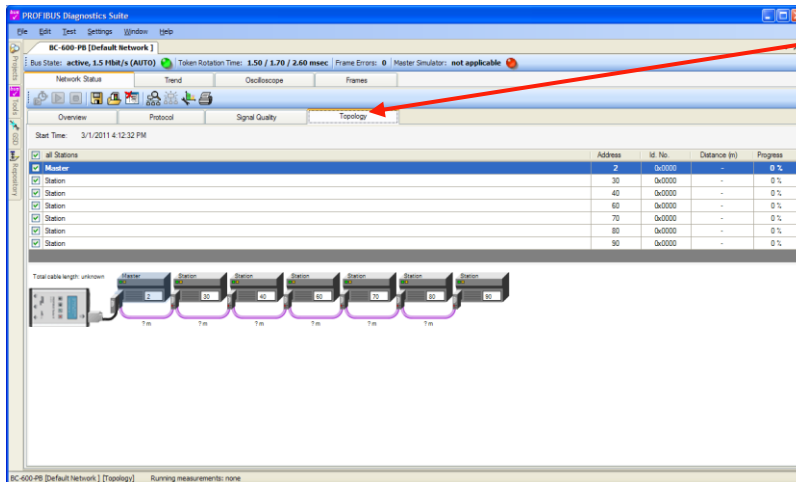 PROFIBUS Diagnostics Suite
File Edit Test Settings Window Help
BC-600-PB [Default Network ]
Bus State: active, 1.5 Mbit/s (AUTO) Token Rotation Time: 1.50 / 1.70 / 2.60 msec Frame Errors: 0 Master Simulator: not applicable
Network Status Trend Oscilloscope Frames
Overview Protocol Signal Quality Topology
Start Time: 3/1/2011 4:12:32 PM
all Stations Address Id. No. Distance (m) Progress
Master 2 0x0000 - 0 %
Station 30 0x0000 - 0 %
Station 40 0x0000 - 0 %
Station 60 0x0000 - 0 %
Station 70 0x0000 - 0 %
Station 80 0x0000 - 0 %
Station 90 0x0000 - 0 %
Total cable length: unknown Master Station Station Station Station Station Station
2 30 40 60 70 80 90
? m ? m ? m ? m ? m ? m
Projects
Tools
GSD
Repository
BC-600-PB [Default Network ] [Topology] Running measurements: none